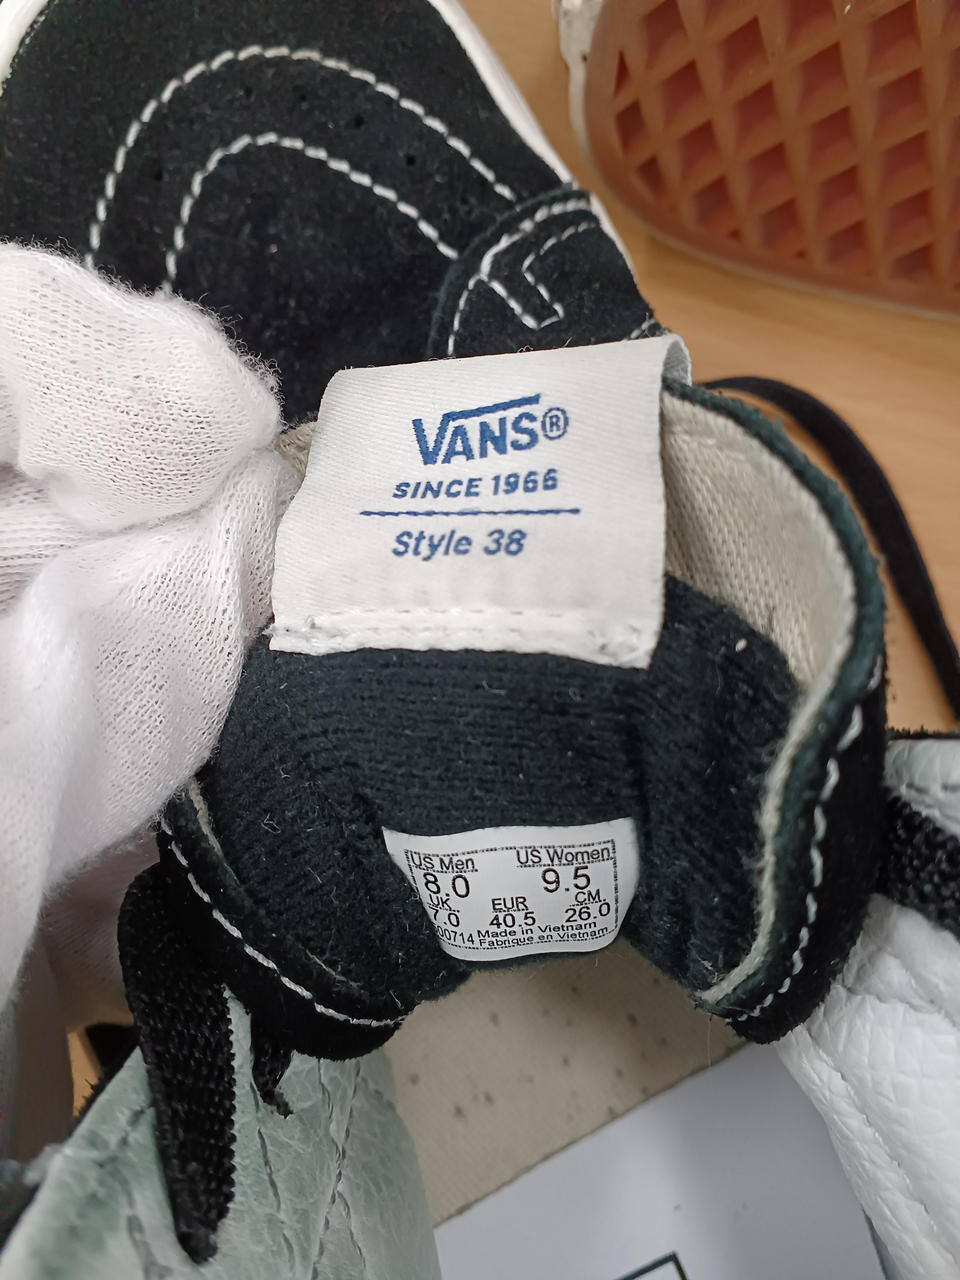 VANS®
SINCE 1966
Style 38
US Men US Women
8.0 9.5
UK EUR CM.
7.0 40.5 26.0
Made in Vietnam
Fabrique en Vietnam